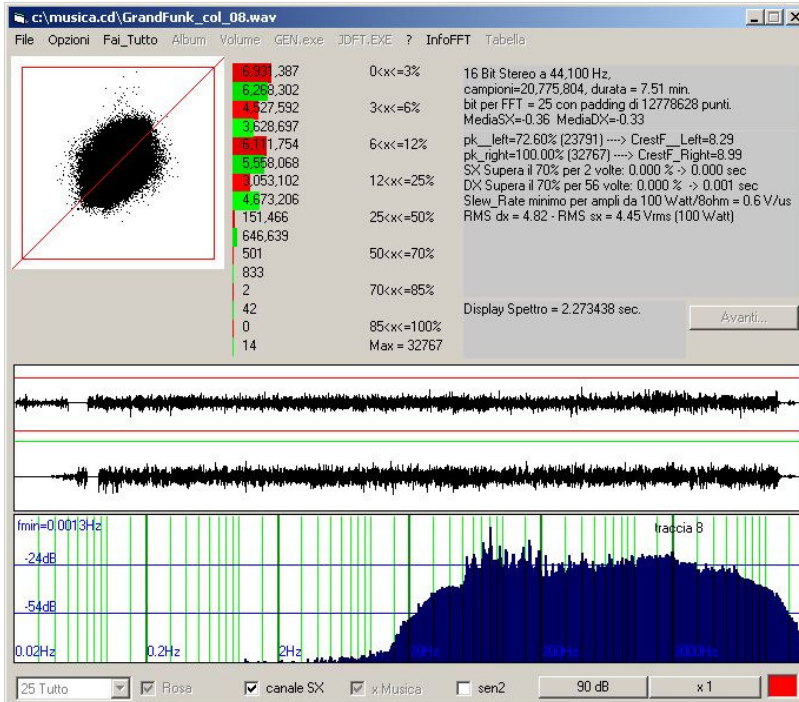 c:\musica.cd\GrandFunk_col_08.wav
File Opzioni Fai_Tutto Album Volume GEN.exe JDFT.EXE ? InfoFFT Tabella
6,931,387 0<x<=3%
6,268,302
4,527,592 3<x<=6%
3,628,697
6,111,754 6<x<=12%
5,558,068
3,053,102 12<x<=25%
4,673,206
151,466 25<x<=50%
646,639
501 50<x<=70%
833
2 70<x<=85%
42
0 85<x<=100%
14 Max = 32767
16 Bit Stereo a 44,100 Hz,
campioni=20,775,804, durata = 7.51 min.
bit per FFT = 25 con padding di 12778628 punti.
MediaSX=-0.36 MediaDX=-0.33
pk__left=72.60% (23791) ----> CrestF__Left=8.29
pk_right=100.00% (32767) ----> CrestF_Right=8.99
SX Supera il 70% per 2 volte: 0.000 % -> 0.000 sec
DX Supera il 70% per 56 volte: 0.000 % -> 0.001 sec
Slew_Rate minimo per ampli da 100 Watt/8ohm = 0.6 V/us
RMS dx = 4.82 - RMS sx = 4.45 Vrms (100 Watt)
Display Spettro = 2.273438 sec.
Avanti...
fmin=0.0013Hz
traccia 8
-24dB
-54dB
0.02Hz 0.2Hz 2Hz 20Hz 200Hz 2000Hz
25 Tutto Rosa canale SX x Musica sen2 90 dB x 1